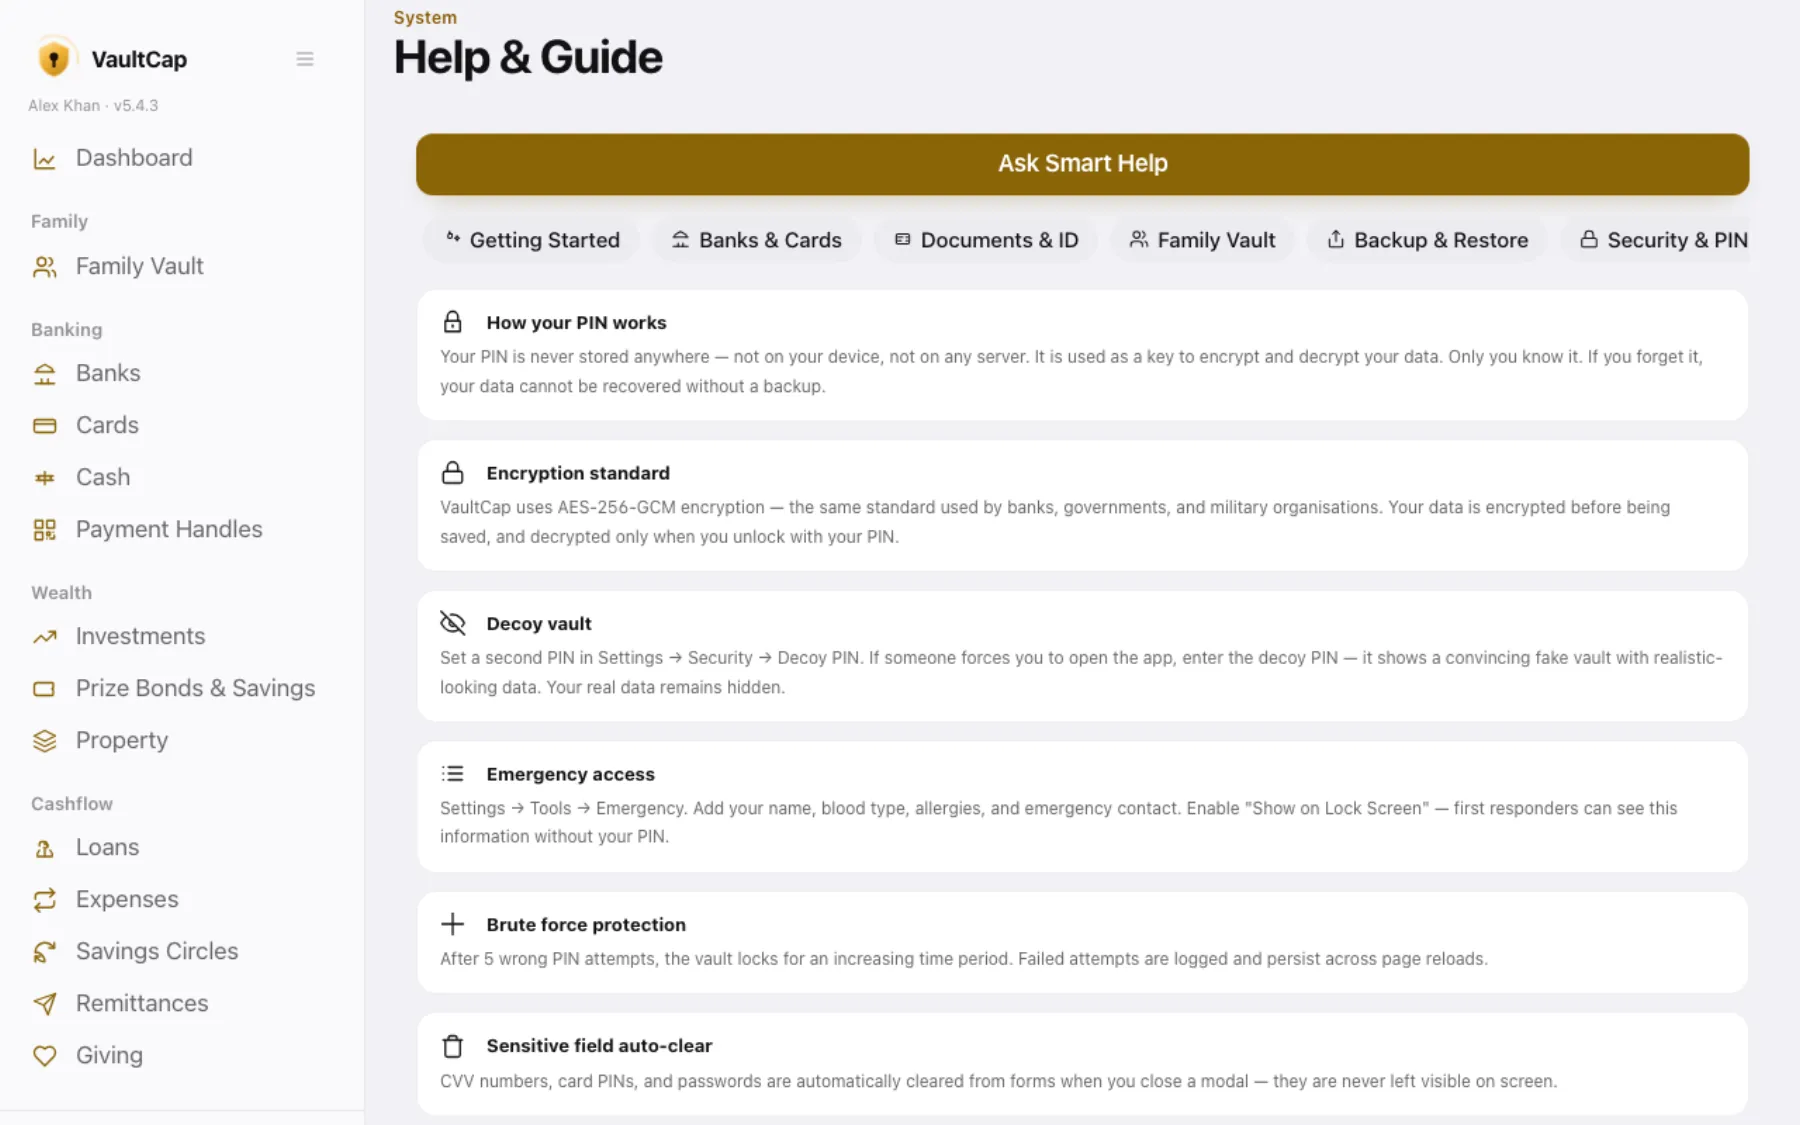 VaultCap
Alex Khan · v5.4.3
Dashboard
Family
Family Vault
Banking
Banks
Cards
Cash
Payment Handles
Wealth
Investments
Prize Bonds & Savings
Property
Cashflow
Loans
Expenses
Savings Circles
Remittances
Giving
System
Help & Guide
Ask Smart Help
Getting Started
Banks & Cards
Documents & ID
Family Vault
Backup & Restore
Security & PIN
How your PIN works
Your PIN is never stored anywhere — not on your device, not on any server. It is used as a key to encrypt and decrypt your data. Only you know it. If you forget it,
your data cannot be recovered without a backup.
Encryption standard
VaultCap uses AES-256-GCM encryption — the same standard used by banks, governments, and military organisations. Your data is encrypted before being
saved, and decrypted only when you unlock with your PIN.
Decoy vault
Set a second PIN in Settings → Security → Decoy PIN. If someone forces you to open the app, enter the decoy PIN — it shows a convincing fake vault with realistic-
looking data. Your real data remains hidden.
Emergency access
Settings → Tools → Emergency. Add your name, blood type, allergies, and emergency contact. Enable "Show on Lock Screen" — first responders can see this
information without your PIN.
Brute force protection
After 5 wrong PIN attempts, the vault locks for an increasing time period. Failed attempts are logged and persist across page reloads.
Sensitive field auto-clear
CVV numbers, card PINs, and passwords are automatically cleared from forms when you close a modal — they are never left visible on screen.